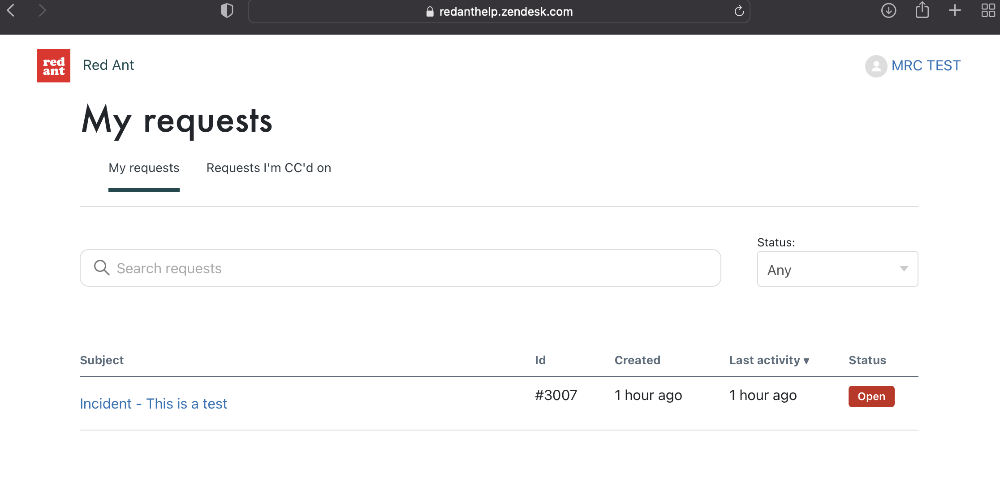 redanthelp.zendesk.com
red
ant
Red Ant
MRC TEST
My requests
My requests
Requests I'm CC'd on
Status:
Search requests
Any
Subject
Id
Created
Last activity ▼
Status
Incident - This is a test
#3007
1 hour ago
1 hour ago
Open